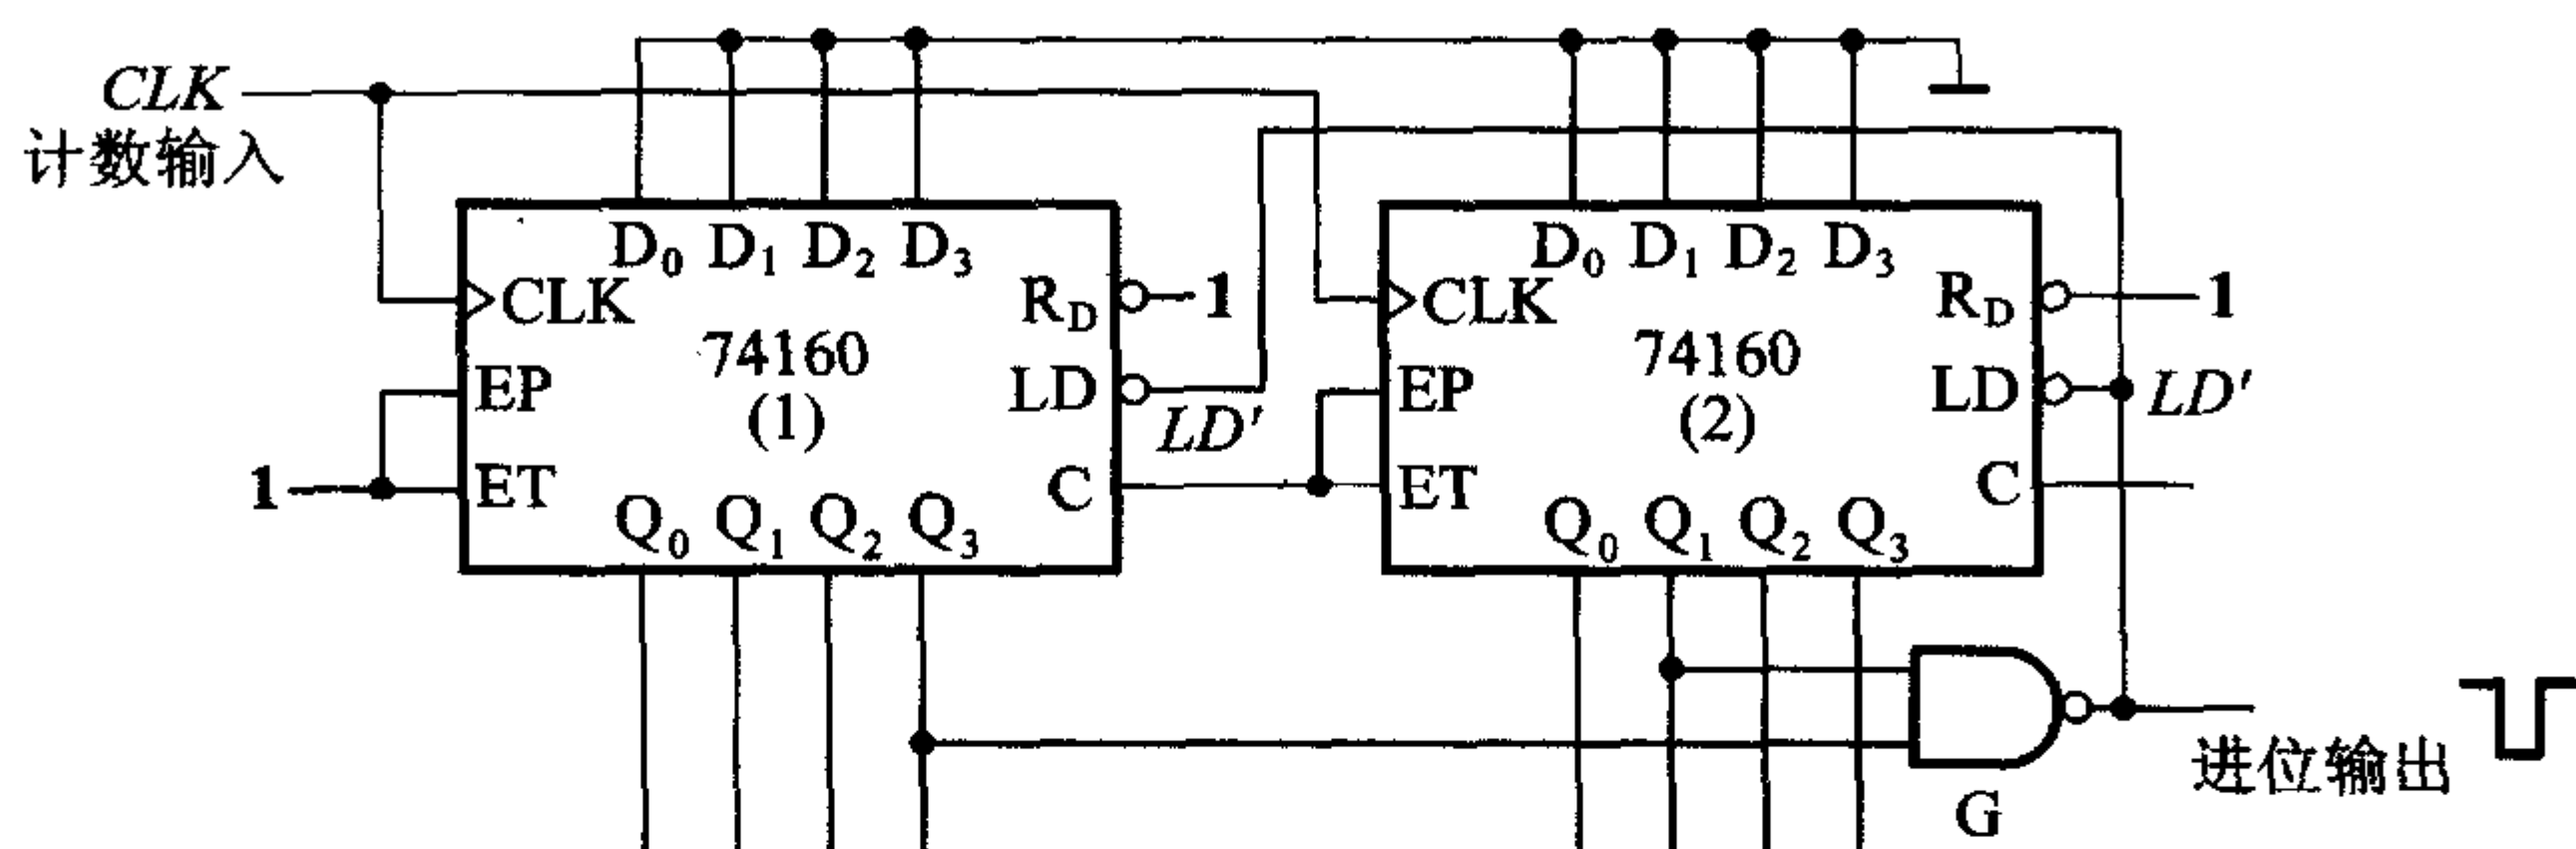 CLK
计数输入
D₀ D₁ D₂ D₃
CLK
EP
ET
74160
(1)
R_D
LD
C
Q₀ Q₁ Q₂ Q₃
1
1
LD′
D₀ D₁ D₂ D₃
CLK
EP
ET
74160
(2)
R_D
LD
C
Q₀ Q₁ Q₂ Q₃
1
LD′
G
进位输出